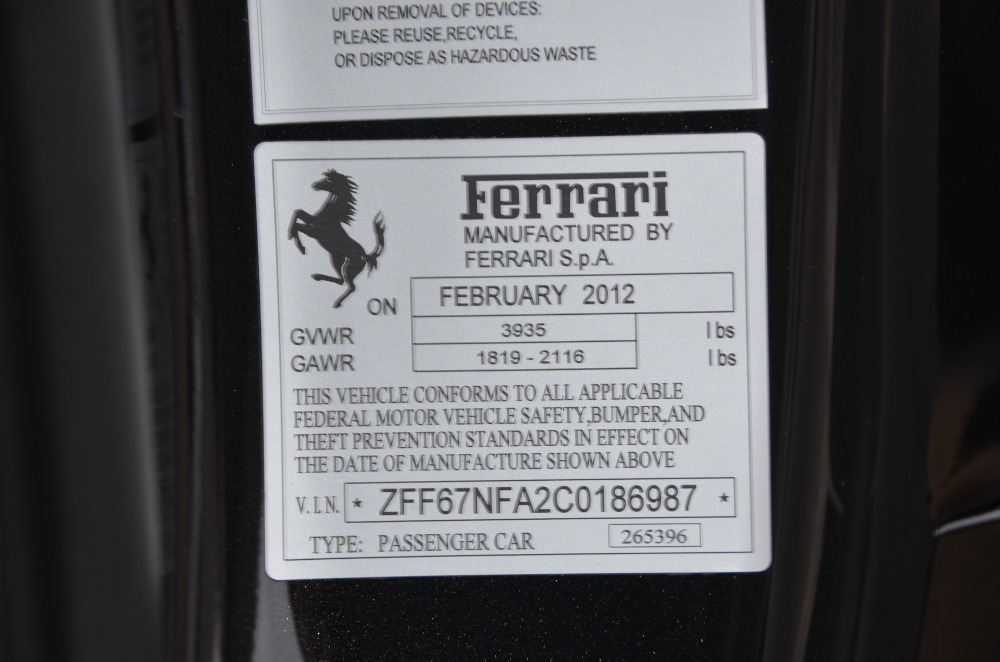 UPON REMOVAL OF DEVICES:
PLEASE REUSE,RECYCLE,
OR DISPOSE AS HAZARDOUS WASTE
Ferrari
MANUFACTURED BY
FERRARI S.p.A.
ON FEBRUARY 2012
GVWR 3935 lbs
GAWR 1819 - 2116 lbs
THIS VEHICLE CONFORMS TO ALL APPLICABLE
FEDERAL MOTOR VEHICLE SAFETY,BUMPER,AND
THEFT PREVENTION STANDARDS IN EFFECT ON
THE DATE OF MANUFACTURE SHOWN ABOVE
V.I.N. * ZFF67NFA2C0186987 *
TYPE: PASSENGER CAR 265396